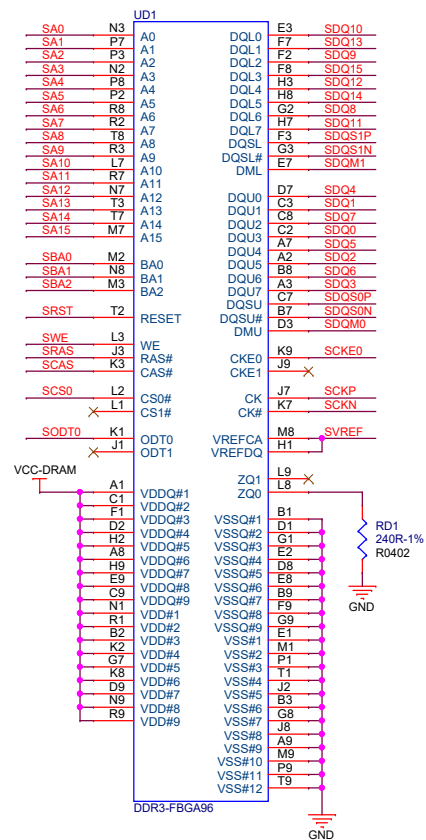 UD1
SA0 N3 A0
SA1 P7 A1
SA2 P3 A2
SA3 N2 A3
SA4 P8 A4
SA5 P2 A5
SA6 R8 A6
SA7 R2 A7
SA8 T8 A8
SA9 R3 A9
SA10 L7 A10
SA11 R7 A11
SA12 N7 A12
SA13 T3 A13
SA14 T7 A14
SA15 M7 A15
SBA0 M2 BA0
SBA1 N8 BA1
SBA2 M3 BA2
SRST T2 RESET
SWE L3 WE
SRAS J3 RAS#
SCAS K3 CAS#
SCS0 L2 CS0#
L1 CS1#
SODT0 K1 ODT0
J1 ODT1
VCC-DRAM
A1 VDDQ#1
C1 VDDQ#2
F1 VDDQ#3
D2 VDDQ#4
H2 VDDQ#5
A8 VDDQ#6
H9 VDDQ#7
E9 VDDQ#8
C9 VDDQ#9
N1 VDD#1
R1 VDD#2
B2 VDD#3
K2 VDD#4
G7 VDD#5
K8 VDD#6
D9 VDD#7
N9 VDD#8
R9 VDD#9
DQL0 E3 SDQ10
DQL1 F7 SDQ13
DQL2 F2 SDQ9
DQL3 F8 SDQ15
DQL4 H3 SDQ12
DQL5 H8 SDQ14
DQL6 G2 SDQ8
DQL7 H7 SDQ11
DQSL F3 SDQS1P
DQSL# G3 SDQS1N
DML E7 SDQM1
DQU0 D7 SDQ4
DQU1 C3 SDQ1
DQU2 C8 SDQ7
DQU3 C2 SDQ0
DQU4 A7 SDQ5
DQU5 A2 SDQ2
DQU6 B8 SDQ6
DQU7 A3 SDQ3
DQSU C7 SDQS0P
DQSU# B7 SDQS0N
DMU D3 SDQM0
CKE0 K9 SCKE0
CKE1 J9
CK J7 SCKP
CK# K7 SCKN
VREFCA M8 SVREF
VREFDQ H1
ZQ1 L9
ZQ0 L8
VSSQ#1 B1
VSSQ#2 D1
VSSQ#3 G1
VSSQ#4 E2
VSSQ#5 D8
VSSQ#6 E8
VSSQ#7 B9
VSSQ#8 F9
VSSQ#9 G9
VSS#1 E1
VSS#2 M1
VSS#3 P1
VSS#4 T1
VSS#5 J2
VSS#6 B3
VSS#7 G8
VSS#8 J8
VSS#9 A9
VSS#10 M9
VSS#11 P9
VSS#12 T9
RD1
240R-1%
R0402
GND
DDR3-FBGA96
GND